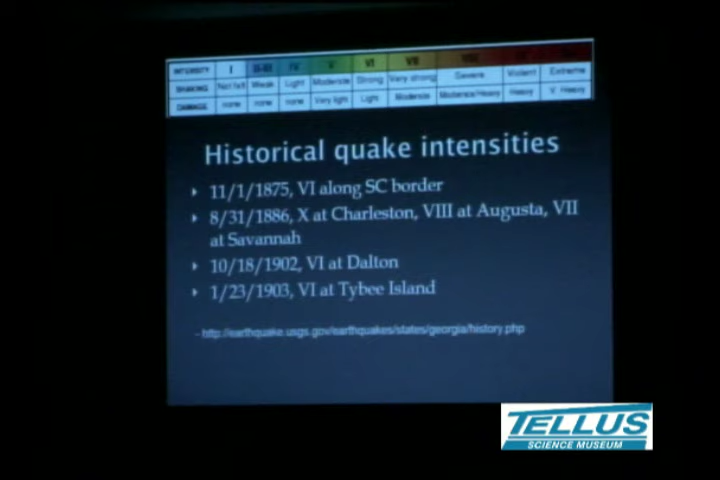 INTENSITY I II-III IV V VI VII VIII
SHAKING Not felt Weak Light Moderate Strong Very strong Severe Violent Extreme
DAMAGE none none none Very light Light Moderate Moderate/Heavy Heavy V. Heavy
Historical quake intensities
11/1/1875, VI along SC border
8/31/1886, X at Charleston, VIII at Augusta, VII
at Savannah
10/18/1902, VI at Dalton
1/23/1903, VI at Tybee Island
- http://earthquake.usgs.gov/earthquakes/states/georgia/history.php
TELLUS
SCIENCE MUSEUM